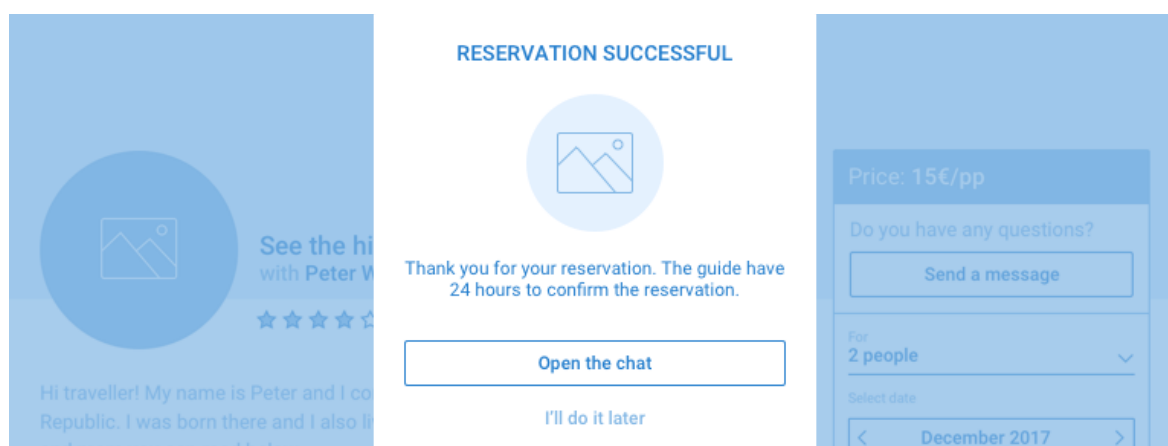 RESERVATION SUCCESSFUL
Thank you for your reservation. The guide have
24 hours to confirm the reservation.
Open the chat
I'll do it later
See the
with Peter
Hi traveller! My name is Peter and I
Republic. I was born there and I also
Price: 15€/pp
Do you have any questions?
Send a message
For
2 people
Select date
December 2017